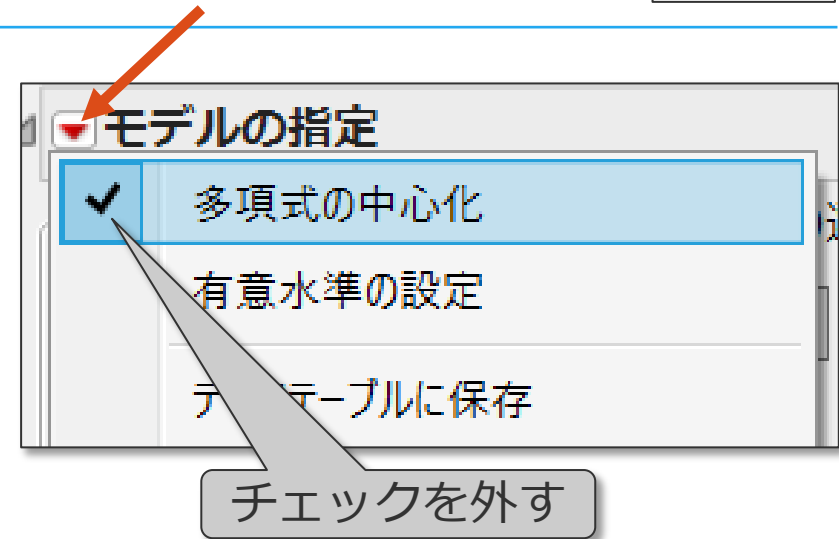 モデルの指定
多項式の中心化
有意水準の設定
テーブルに保存
チェックを外す